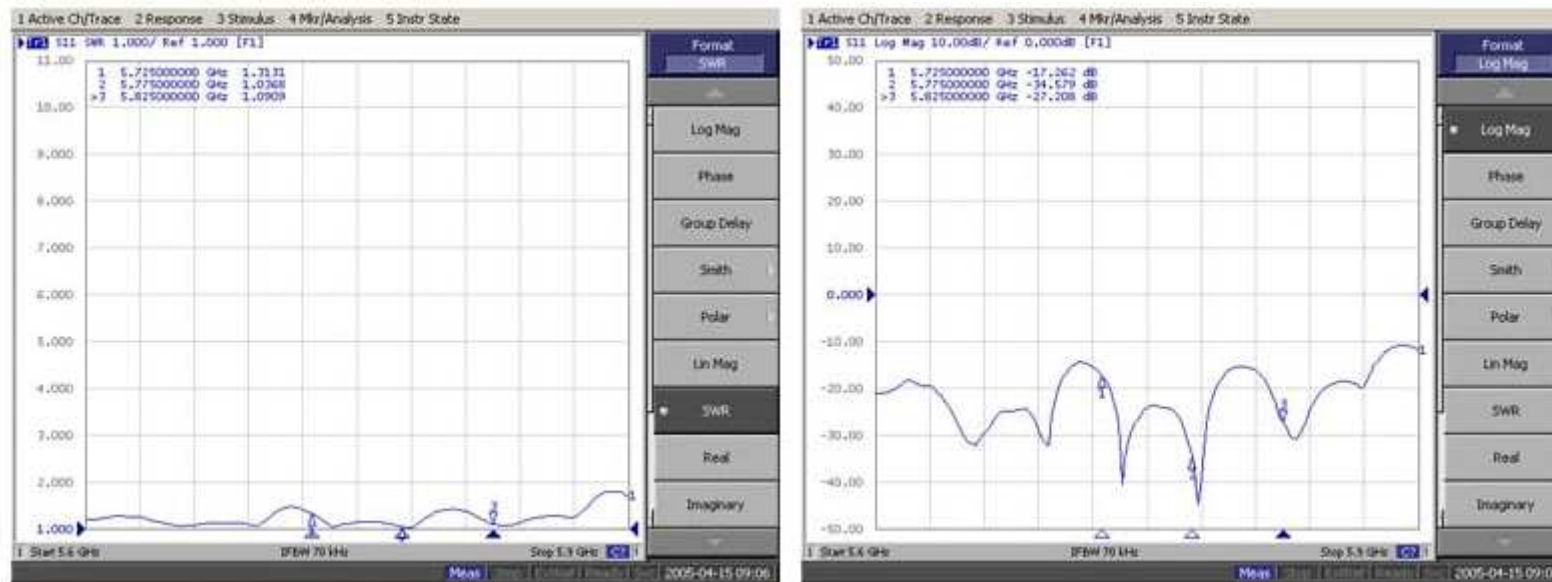 1 Active Ch/Trace 2 Response 3 Stimulus 4 Mkr/Analysis 5 Instr State
Tr1 S11 SWR 1.000/ Ref 1.000 [F1]
11.00
1 5.725000000 GHz 1.3131
2 5.775000000 GHz 1.0368
>3 5.825000000 GHz 1.0909
10.00
9.000
8.000
7.000
6.000
5.000
4.000
3.000
2.000
1.000
1
1 Start 5.6 GHz IFBW 70 kHz Stop 5.9 GHz C?
Meas 2005-04-15 09:06
Format
SWR
Log Mag
Phase
Group Delay
Smith
Polar
Lin Mag
SWR
Real
Imaginary
1 Active Ch/Trace 2 Response 3 Stimulus 4 Mkr/Analysis 5 Instr State
Tr1 S11 Log Mag 10.00dB/ Ref 0.000dB [F1]
50.00
1 5.725000000 GHz -17.262 dB
2 5.775000000 GHz -34.579 dB
>3 5.825000000 GHz -27.208 dB
40.00
30.00
20.00
10.00
0.000
-10.00
-20.00
-30.00
-40.00
-50.00
1
1 Start 5.6 GHz IFBW 70 kHz Stop 5.9 GHz C?
Meas 2005-04-15 09:0
Format
Log Mag
Log Mag
Phase
Group Delay
Smith
Polar
Lin Mag
SWR
Real
Imaginary